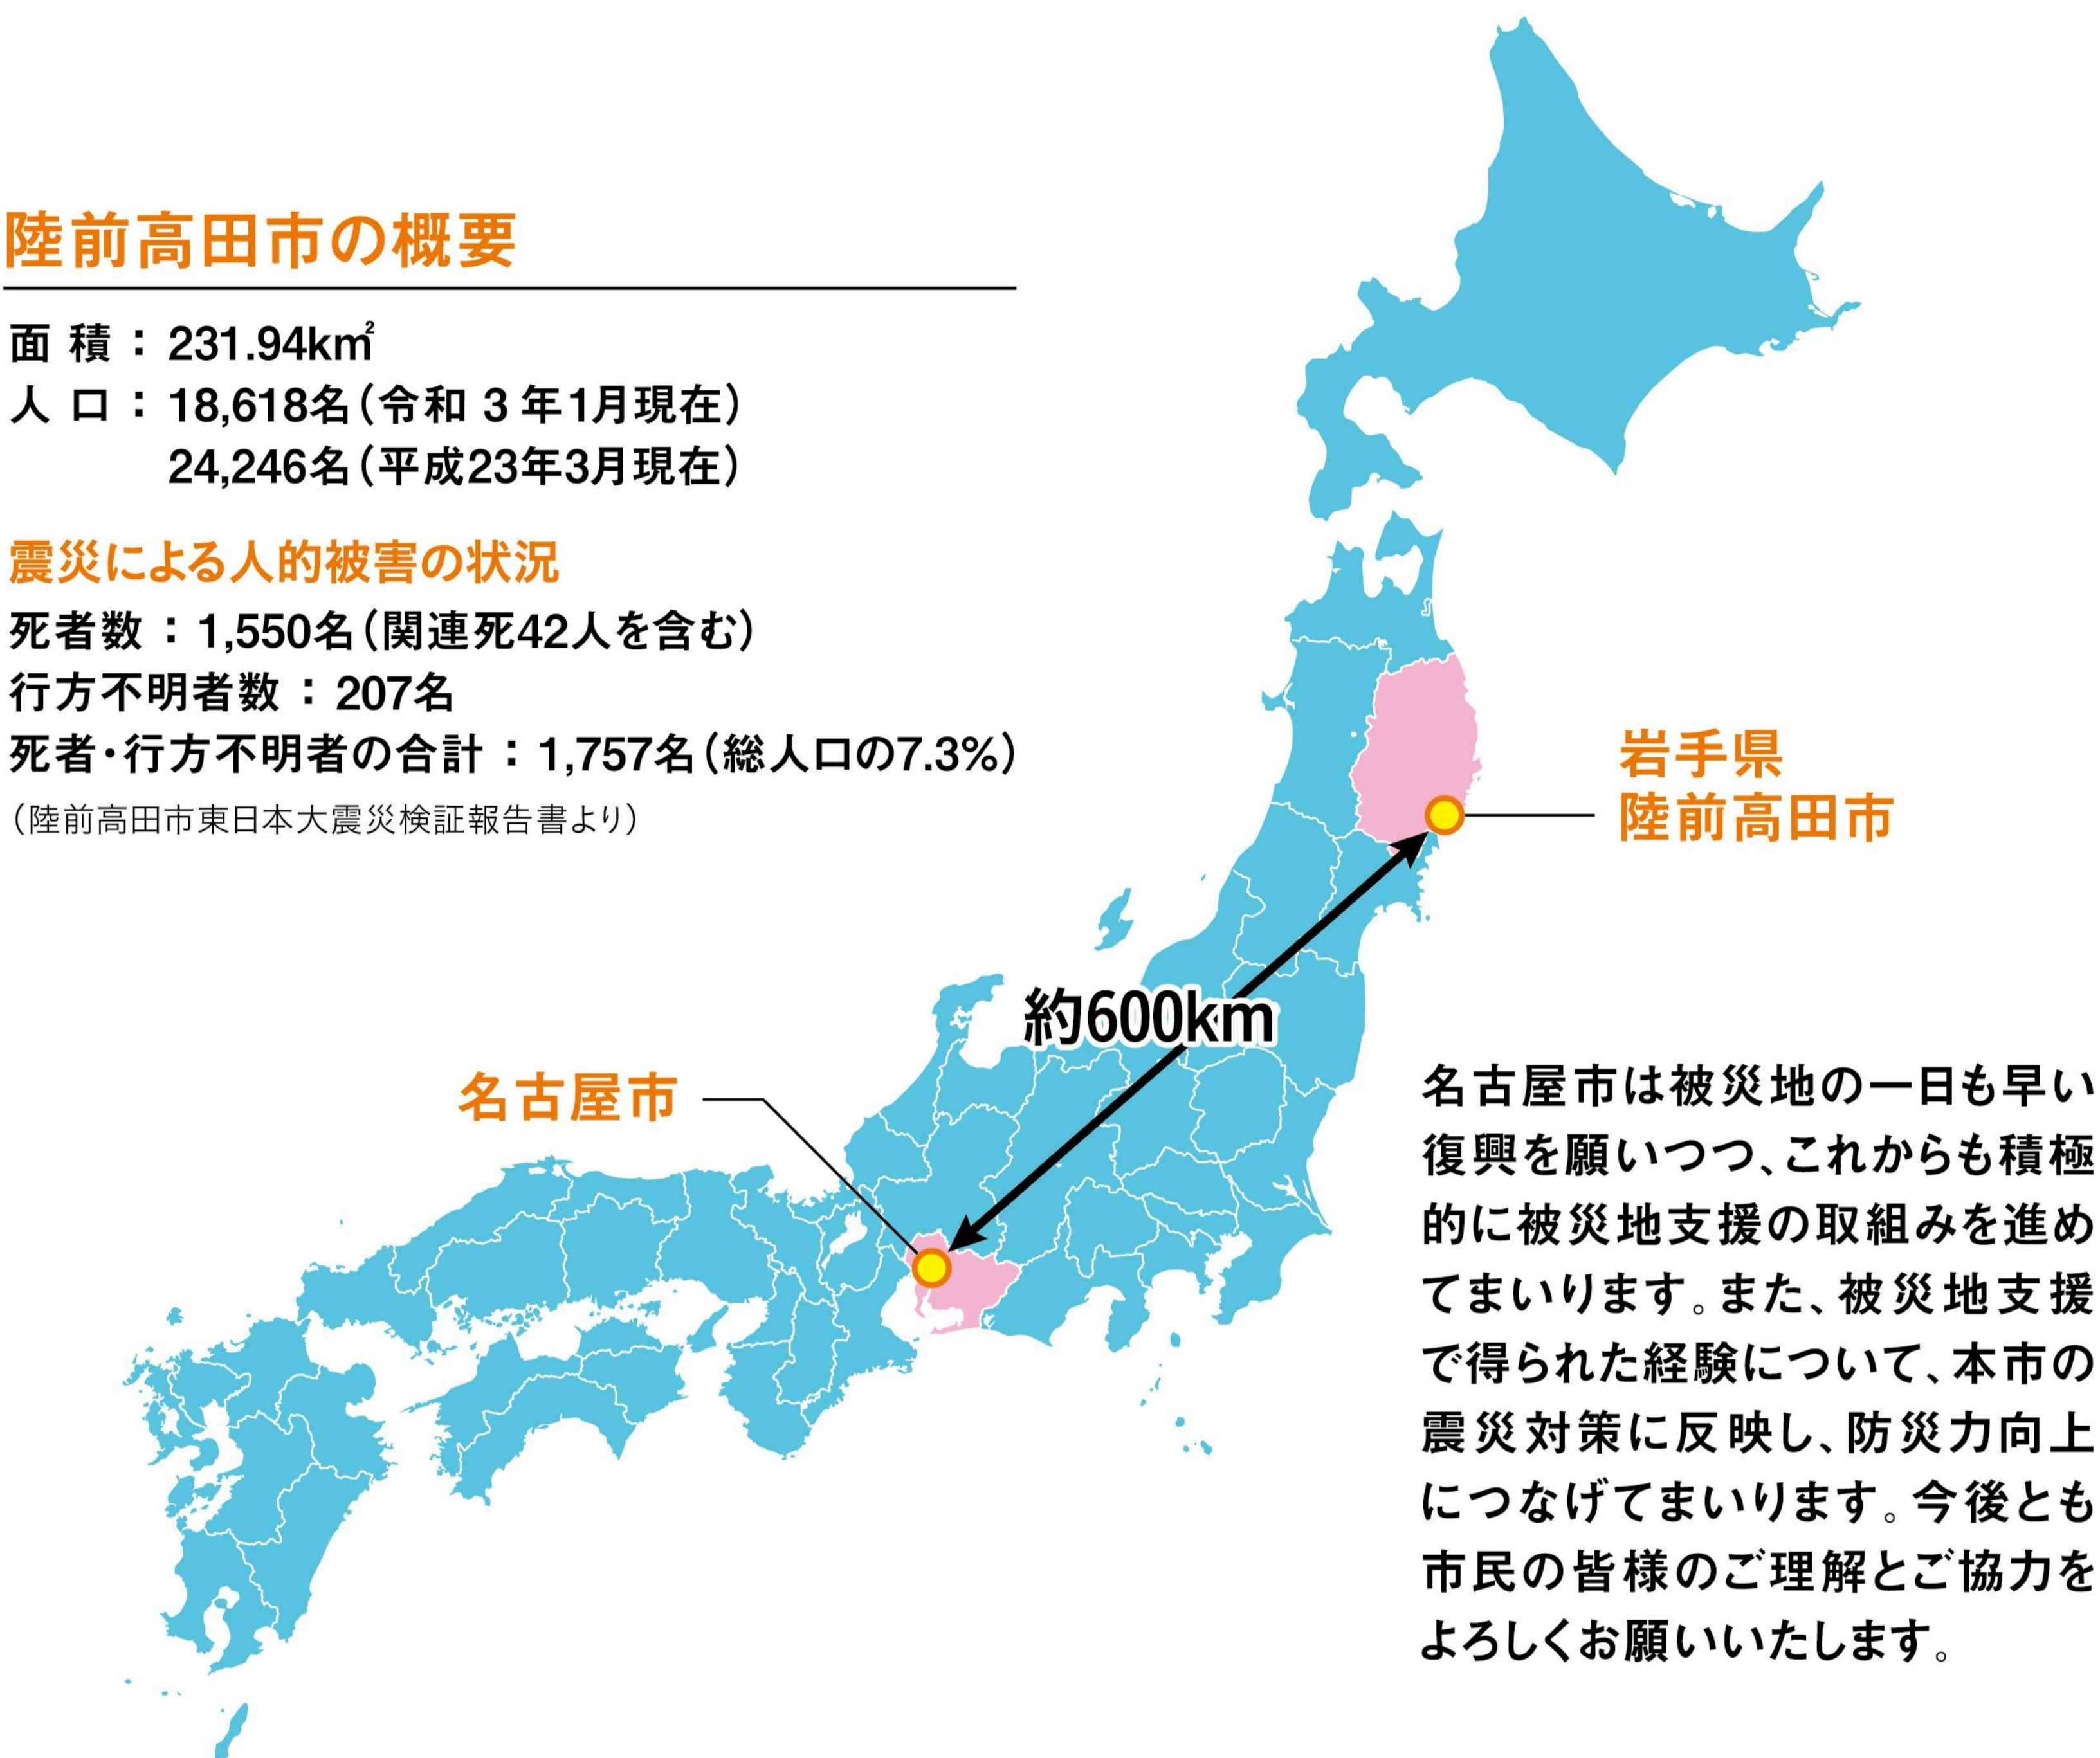 陸前高田市の概要
面 積 : 231.94km²
人 口 : 18,618名(令和 3 年1月現在)
24,246名(平成23年3月現在)
震災による人的被害の状況
死者数 : 1,550名(関連死42人を含む)
行方不明者数 : 207名
死者・行方不明者の合計 : 1,757名(総人口の7.3%)
(陸前高田市東日本大震災検証報告書より)
岩手県
陸前高田市
約600km
名古屋市
名古屋市は被災地の一日も早い
復興を願いつつ、これからも積極
的に被災地支援の取組みを進め
てまいります。また、被災地支援
で得られた経験について、本市の
震災対策に反映し、防災力向上
につなげてまいります。今後とも
市民の皆様のご理解とご協力を
よろしくお願いいたします。